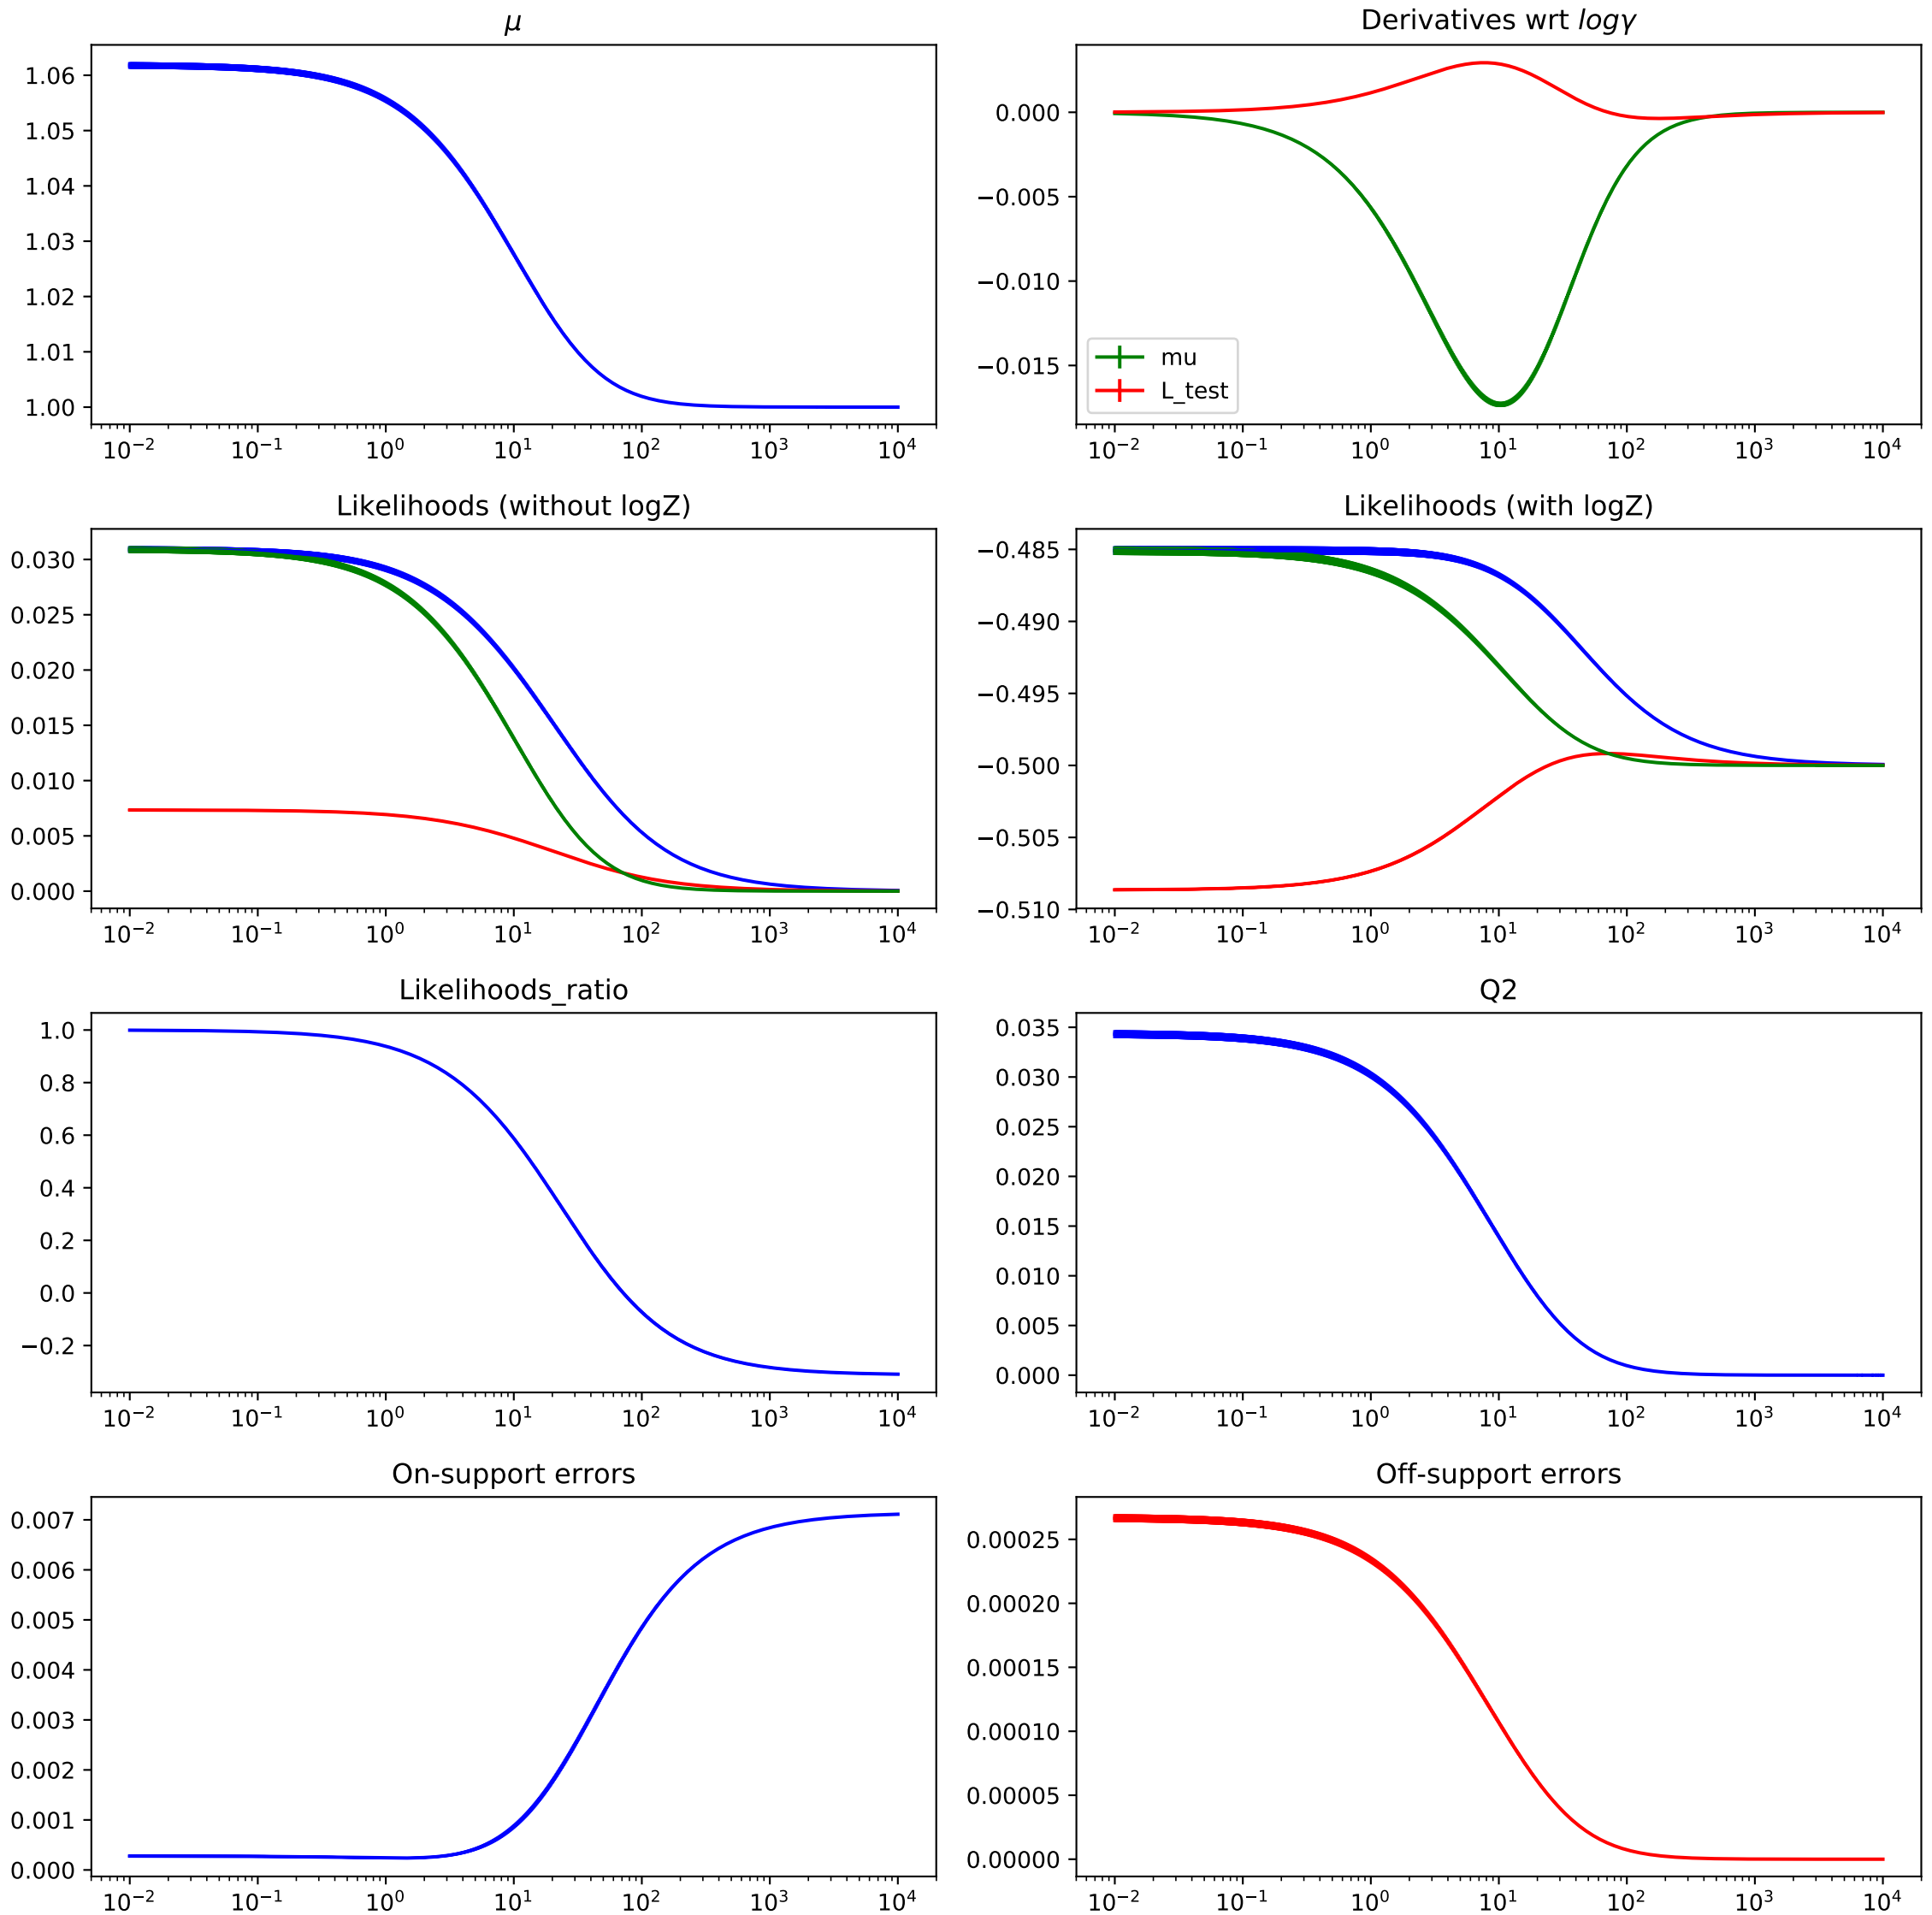 μ
1.06
1.05
1.04
1.03
1.02
1.01
1.00
10⁻² 10⁻¹ 10⁰ 10¹ 10² 10³ 10⁴
Derivatives wrt logγ
0.000
−0.005
−0.010
−0.015
mu
L_test
10⁻² 10⁻¹ 10⁰ 10¹ 10² 10³ 10⁴
Likelihoods (without logZ)
0.030
0.025
0.020
0.015
0.010
0.005
0.000
10⁻² 10⁻¹ 10⁰ 10¹ 10² 10³ 10⁴
Likelihoods (with logZ)
−0.485
−0.490
−0.495
−0.500
−0.505
−0.510
10⁻² 10⁻¹ 10⁰ 10¹ 10² 10³ 10⁴
Likelihoods_ratio
1.0
0.8
0.6
0.4
0.2
0.0
−0.2
10⁻² 10⁻¹ 10⁰ 10¹ 10² 10³ 10⁴
Q2
0.035
0.030
0.025
0.020
0.015
0.010
0.005
0.000
10⁻² 10⁻¹ 10⁰ 10¹ 10² 10³ 10⁴
On-support errors
0.007
0.006
0.005
0.004
0.003
0.002
0.001
0.000
10⁻² 10⁻¹ 10⁰ 10¹ 10² 10³ 10⁴
Off-support errors
0.00025
0.00020
0.00015
0.00010
0.00005
0.00000
10⁻² 10⁻¹ 10⁰ 10¹ 10² 10³ 10⁴